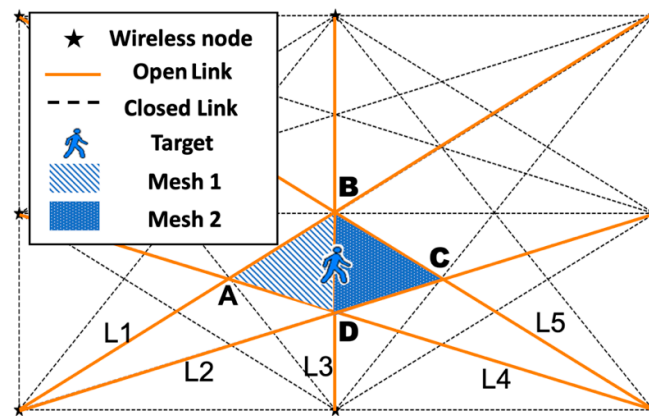 Wireless node
Open Link
Closed Link
Target
Mesh 1
Mesh 2
B
C
A
D
L1
L2
L3
L4
L5